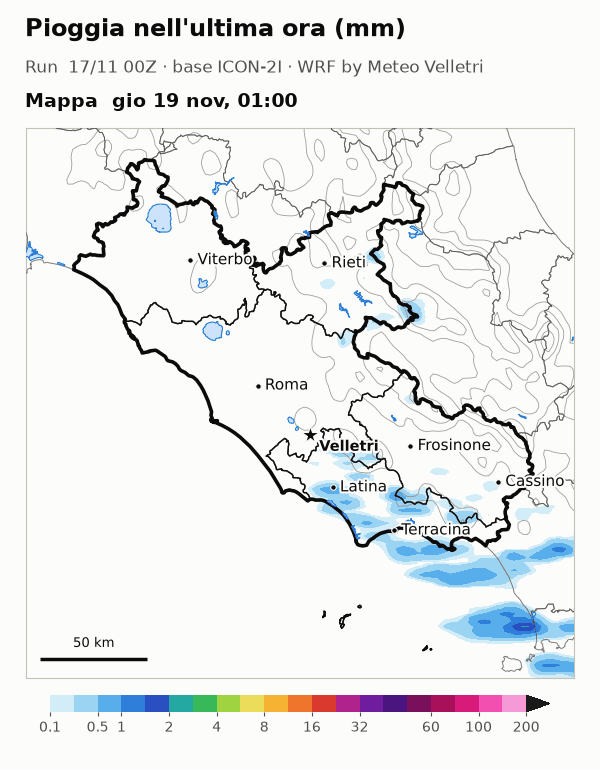 Pioggia nell'ultima ora (mm)
Run  17/11 00Z · base ICON-2I · WRF by Meteo Velletri
Mappa  gio 19 nov, 01:00
Viterbo
Rieti
Roma
Velletri
Frosinone
Latina
Cassino
Terracina
50 km
0.1 0.5 1 2 4 8 16 32 60 100 200